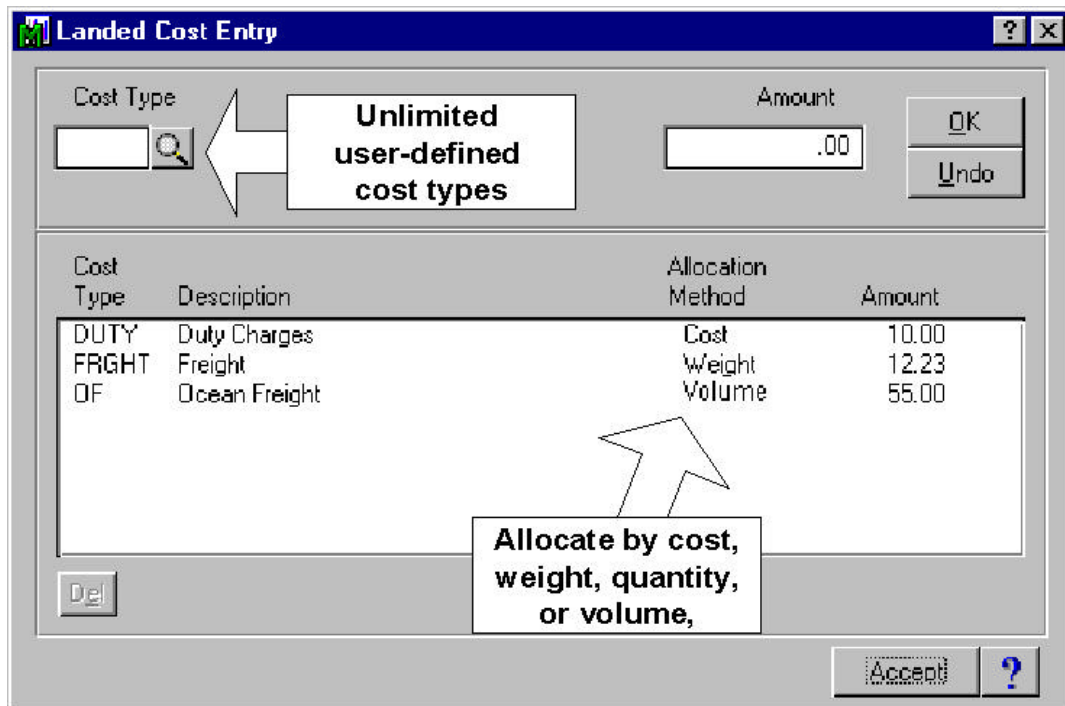 Landed Cost Entry
Cost Type
Unlimited
user-defined
cost types
Amount
.00
OK
Undo
Cost
Type Description Allocation
Method Amount
DUTY Duty Charges Cost 10.00
FRGHT Freight Weight 12.23
OF Ocean Freight Volume 55.00
Allocate by cost,
weight, quantity,
or volume,
Del
Accept ?